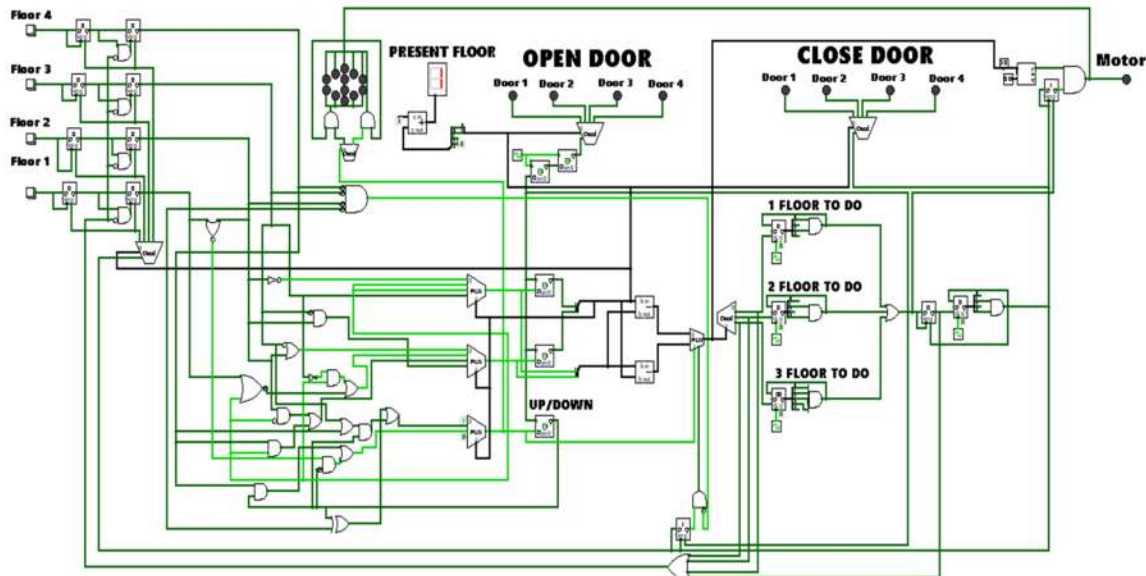 Floor 4
Floor 3
Floor 2
Floor 1
PRESENT FLOOR
OPEN DOOR
Door 1
Door 2
Door 3
Door 4
CLOSE DOOR
Door 1
Door 2
Door 3
Door 4
Motor
1 FLOOR TO DO
2 FLOOR TO DO
3 FLOOR TO DO
UP/DOWN